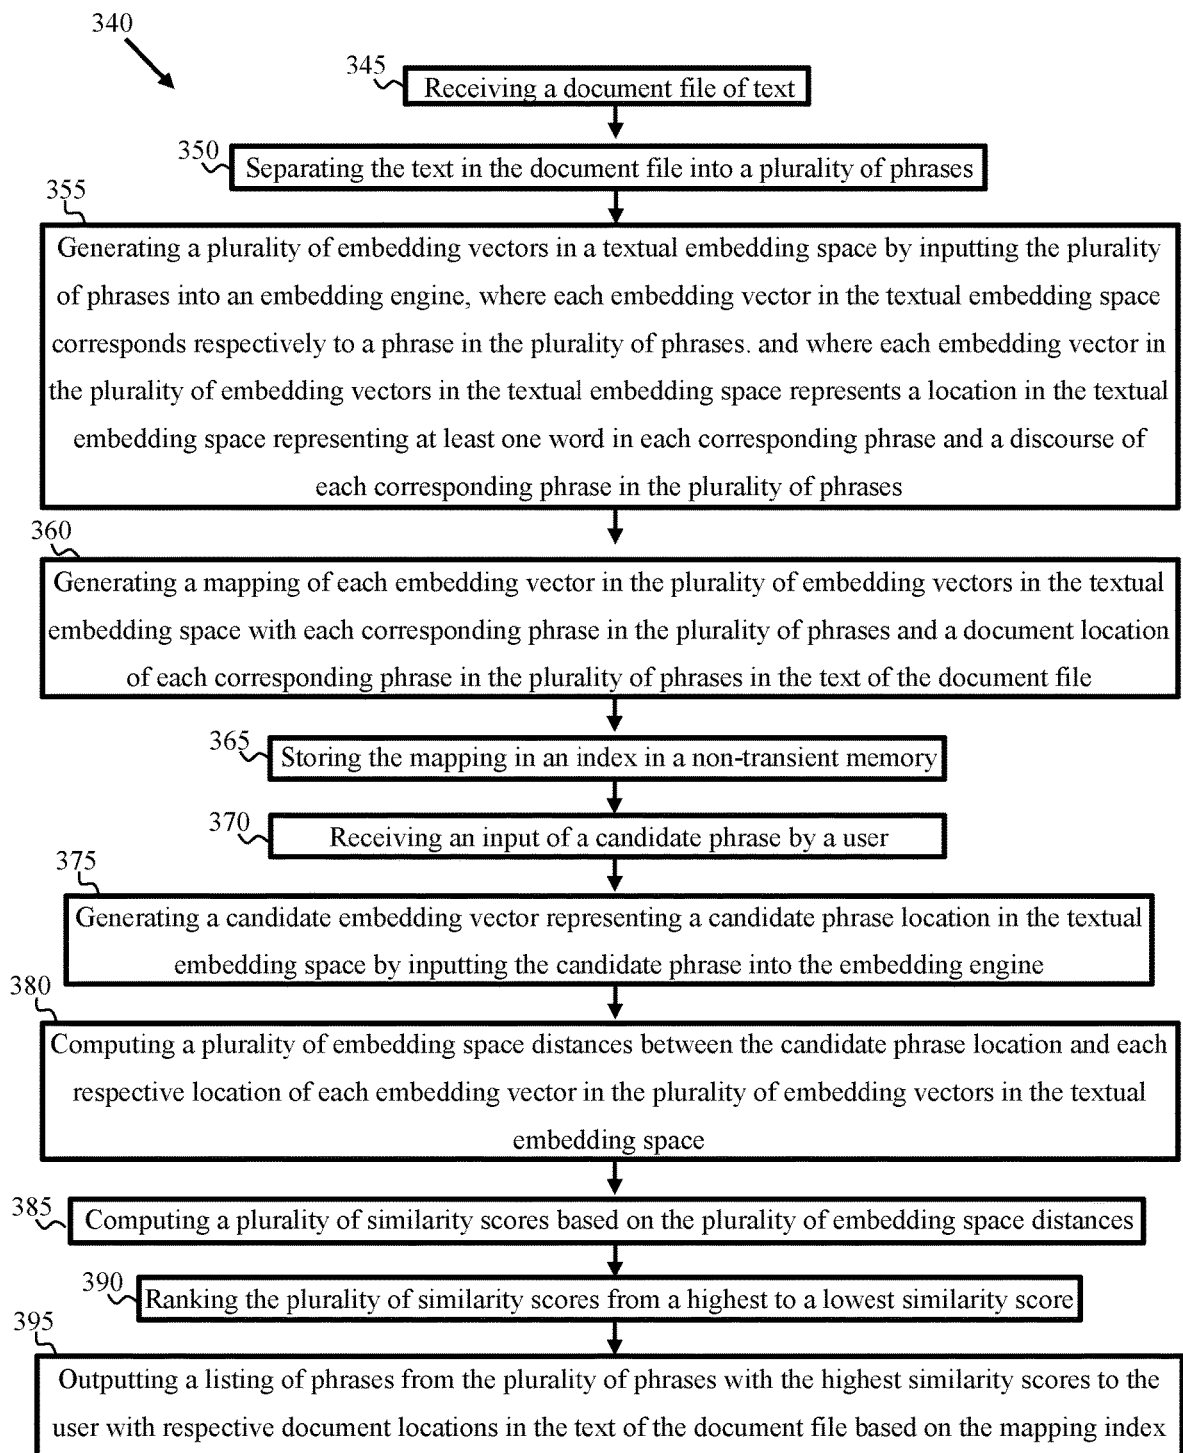 340
345
Receiving a document file of text
350
Separating the text in the document file into a plurality of phrases
355
Generating a plurality of embedding vectors in a textual embedding space by inputting the plurality
of phrases into an embedding engine, where each embedding vector in the textual embedding space
corresponds respectively to a phrase in the plurality of phrases. and where each embedding vector in
the plurality of embedding vectors in the textual embedding space represents a location in the textual
embedding space representing at least one word in each corresponding phrase and a discourse of
each corresponding phrase in the plurality of phrases
360
Generating a mapping of each embedding vector in the plurality of embedding vectors in the textual
embedding space with each corresponding phrase in the plurality of phrases and a document location
of each corresponding phrase in the plurality of phrases in the text of the document file
365
Storing the mapping in an index in a non-transient memory
370
Receiving an input of a candidate phrase by a user
375
Generating a candidate embedding vector representing a candidate phrase location in the textual
embedding space by inputting the candidate phrase into the embedding engine
380
Computing a plurality of embedding space distances between the candidate phrase location and each
respective location of each embedding vector in the plurality of embedding vectors in the textual
embedding space
385
Computing a plurality of similarity scores based on the plurality of embedding space distances
390
Ranking the plurality of similarity scores from a highest to a lowest similarity score
395
Outputting a listing of phrases from the plurality of phrases with the highest similarity scores to the
user with respective document locations in the text of the document file based on the mapping index